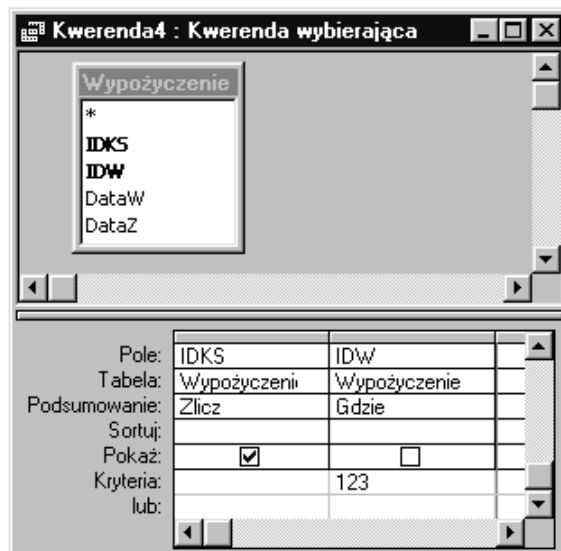 Kwerenda4 : Kwerenda wybierająca
Wypożyczenie
*
IDKS
IDW
DataW
DataZ
Pole: IDKS IDW
Tabela: Wypożyczeni Wypożyczenie
Podsumowanie: Zlicz Gdzie
Sortuj:
Pokaż:
Kryteria: 123
lub: